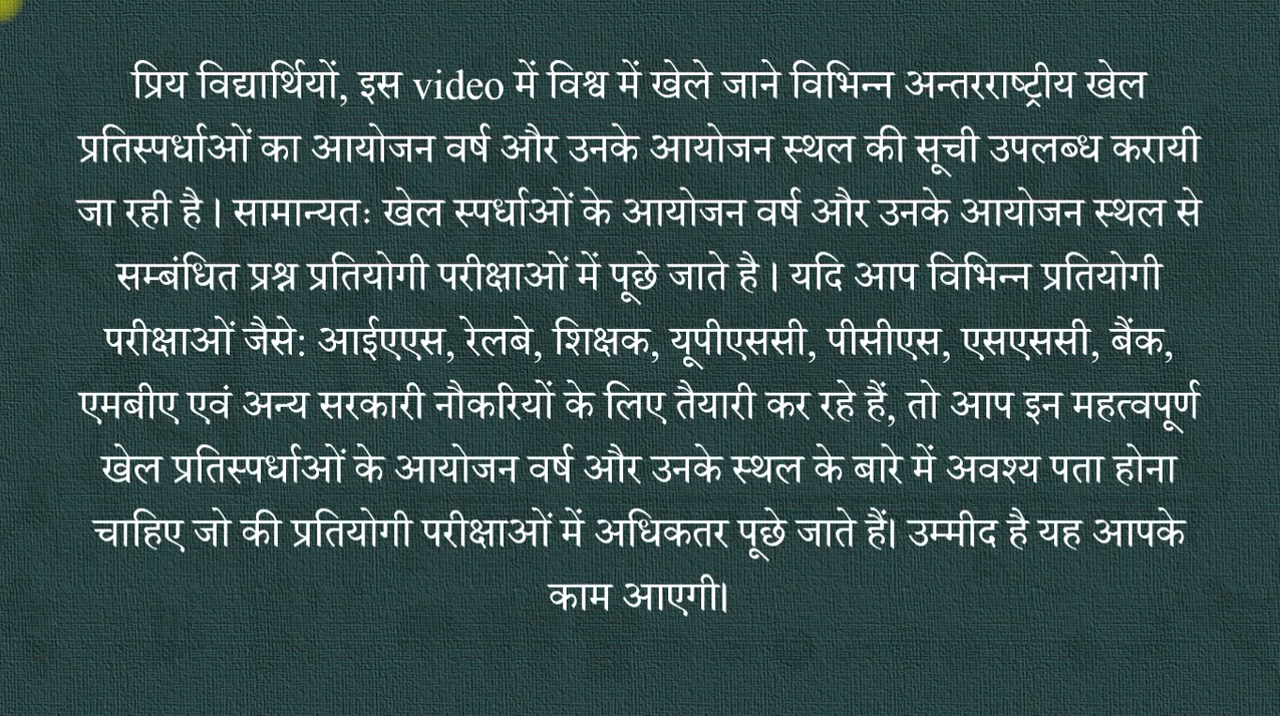 प्रिय विद्यार्थियों, इस video में विश्व में खेले जाने विभिन्न अन्तरराष्ट्रीय खेल
प्रतिस्पर्धाओं का आयोजन वर्ष और उनके आयोजन स्थल की सूची उपलब्ध करायी
जा रही है। सामान्यतः खेल स्पर्धाओं के आयोजन वर्ष और उनके आयोजन स्थल से
सम्बंधित प्रश्न प्रतियोगी परीक्षाओं में पूछे जाते है। यदि आप विभिन्न प्रतियोगी
परीक्षाओं जैसे: आईएएस, रेलबे, शिक्षक, यूपीएससी, पीसीएस, एसएससी, बैंक,
एमबीए एवं अन्य सरकारी नौकरियों के लिए तैयारी कर रहे हैं, तो आप इन महत्वपूर्ण
खेल प्रतिस्पर्धाओं के आयोजन वर्ष और उनके स्थल के बारे में अवश्य पता होना
चाहिए जो की प्रतियोगी परीक्षाओं में अधिकतर पूछे जाते हैं। उम्मीद है यह आपके
काम आएगी।